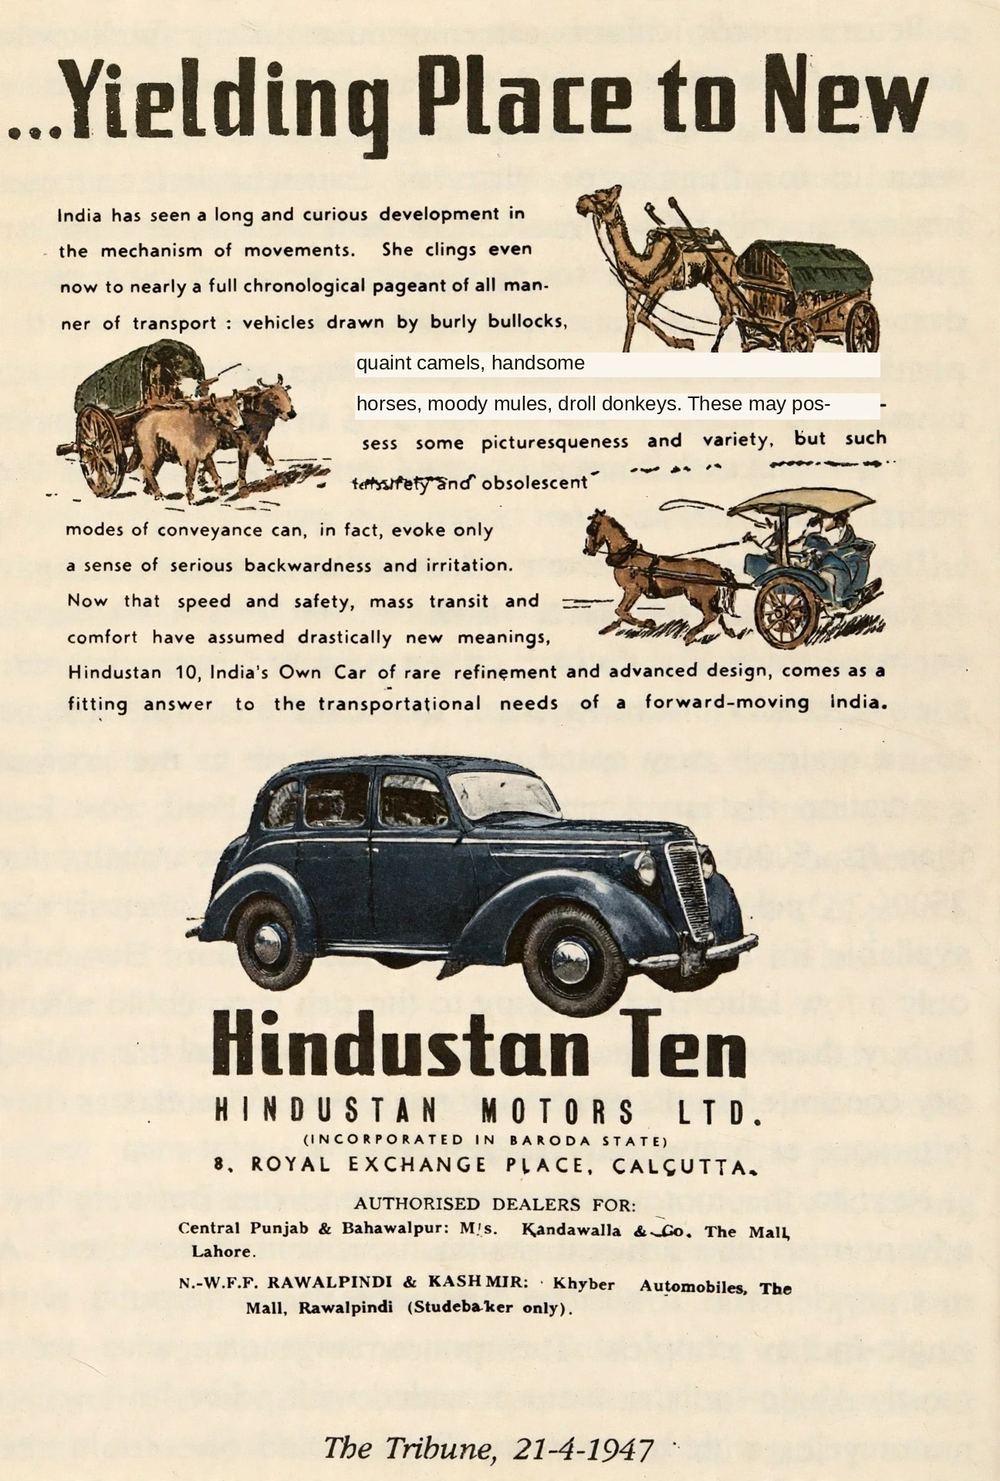 ...Yielding Place to New
India has seen a long and curious development in
the mechanism of movements. She clings even
now to nearly a full chronological pageant of all man-
ner of transport : vehicles drawn by burly bullocks,
quaint camels, handsome
horses, moody mules, droll donkeys. These may pos-
sess some picturesqueness and variety, but such
and obsolescent
modes of conveyance can, in fact, evoke only
a sense of serious backwardness and irritation.
Now that speed and safety, mass transit and
comfort have assumed drastically new meanings,
Hindustan 10, India's Own Car of rare refinement and advanced design, comes as a
fitting answer to the transportational needs of a forward-moving India.
Hindustan Ten
HINDUSTAN MOTORS LTD.
(INCORPORATED IN BARODA STATE)
8, ROYAL EXCHANGE PLACE, CALCUTTA.
AUTHORISED DEALERS FOR:
Central Punjab & Bahawalpur: M/s. Kandawalla & Co. The Mall,
Lahore.
N.-W.F.F. RAWALPINDI & KASHMIR: Khyber Automobiles, The
Mall, Rawalpindi (Studebaker only).
The Tribune, 21-4-1947